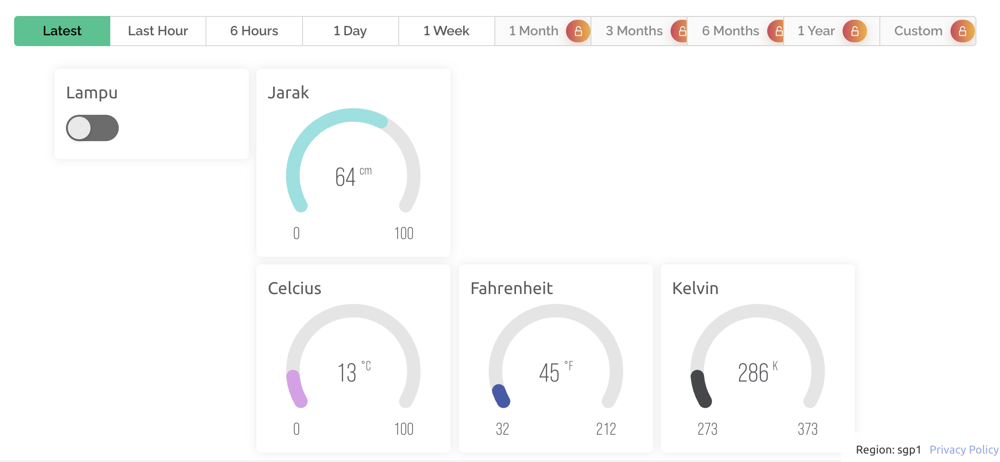 Latest Last Hour 6 Hours 1 Day 1 Week 1 Month 3 Months 6 Months 1 Year Custom
Lampu
Jarak
64 cm
0 100
Celcius
13 °C
0 100
Fahrenheit
45 °F
32 212
Kelvin
286 K
273 373
Region: sgp1 Privacy Policy